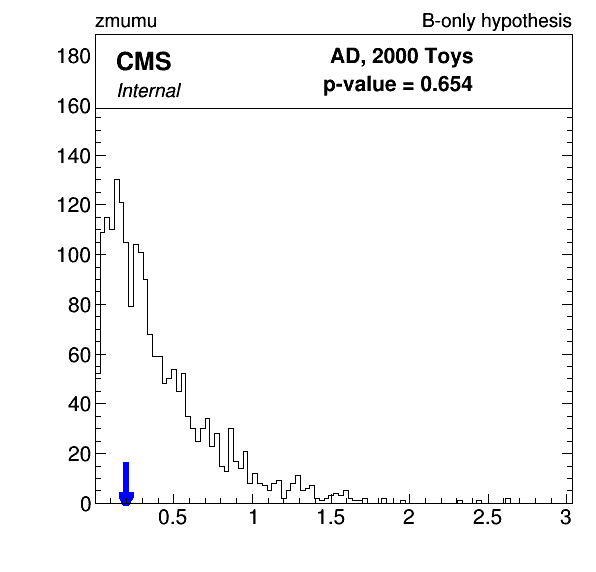 zmumu B-only hypothesis
CMS AD, 2000 Toys
Internal p-value = 0.654
180
160
140
120
100
80
60
40
20
0
0.5 1 1.5 2 2.5 3